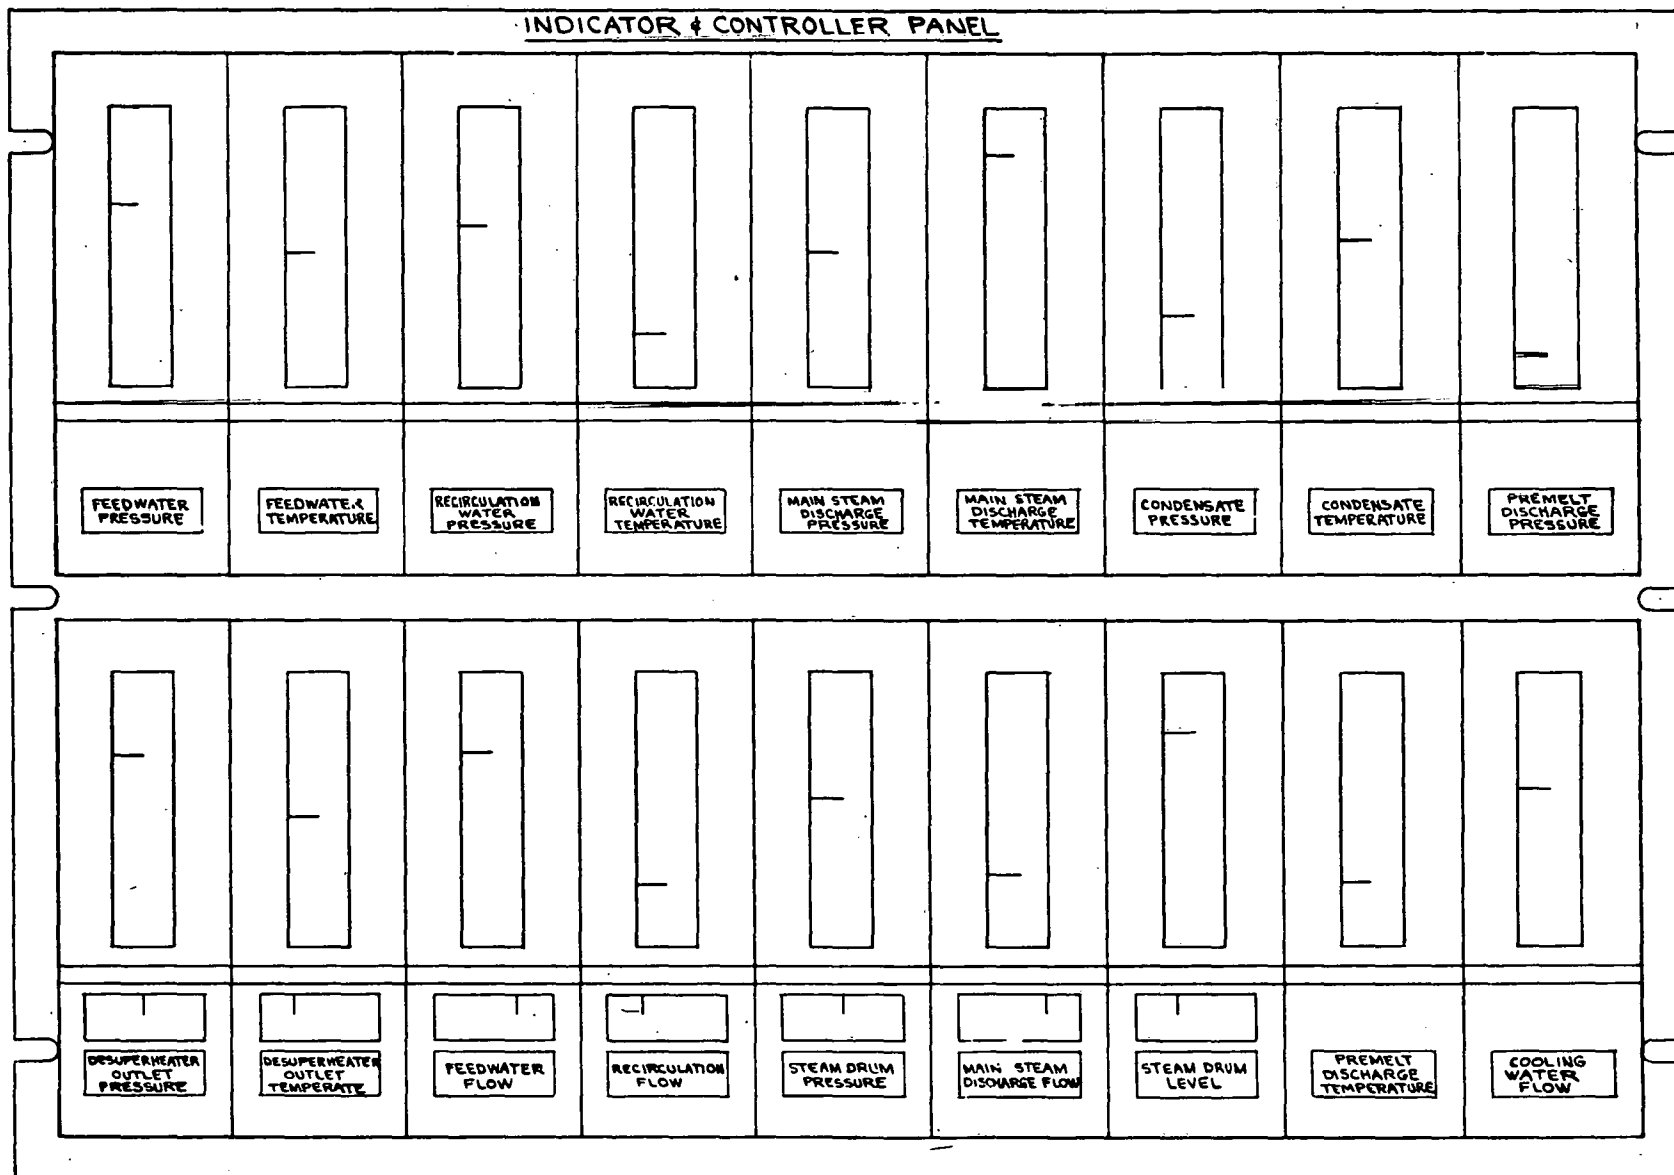 INDICATOR & CONTROLLER PANEL
FEEDWATER
PRESSURE
FEEDWATER
TEMPERATURE
RECIRCULATION
WATER
PRESSURE
RECIRCULATION
WATER
TEMPERATURE
MAIN STEAM
DISCHARGE
PRESSURE
MAIN STEAM
DISCHARGE
TEMPERATURE
CONDENSATE
PRESSURE
CONDENSATE
TEMPERATURE
PREMELT
DISCHARGE
PRESSURE
DESUPERHEATER
OUTLET
PRESSURE
DESUPERHEATER
OUTLET
TEMPERATE
FEEDWATER
FLOW
RECIRCULATION
FLOW
STEAM DRUM
PRESSURE
MAIN STEAM
DISCHARGE FLOW
STEAM DRUM
LEVEL
PREMELT
DISCHARGE
TEMPERATURE
COOLING
WATER
FLOW